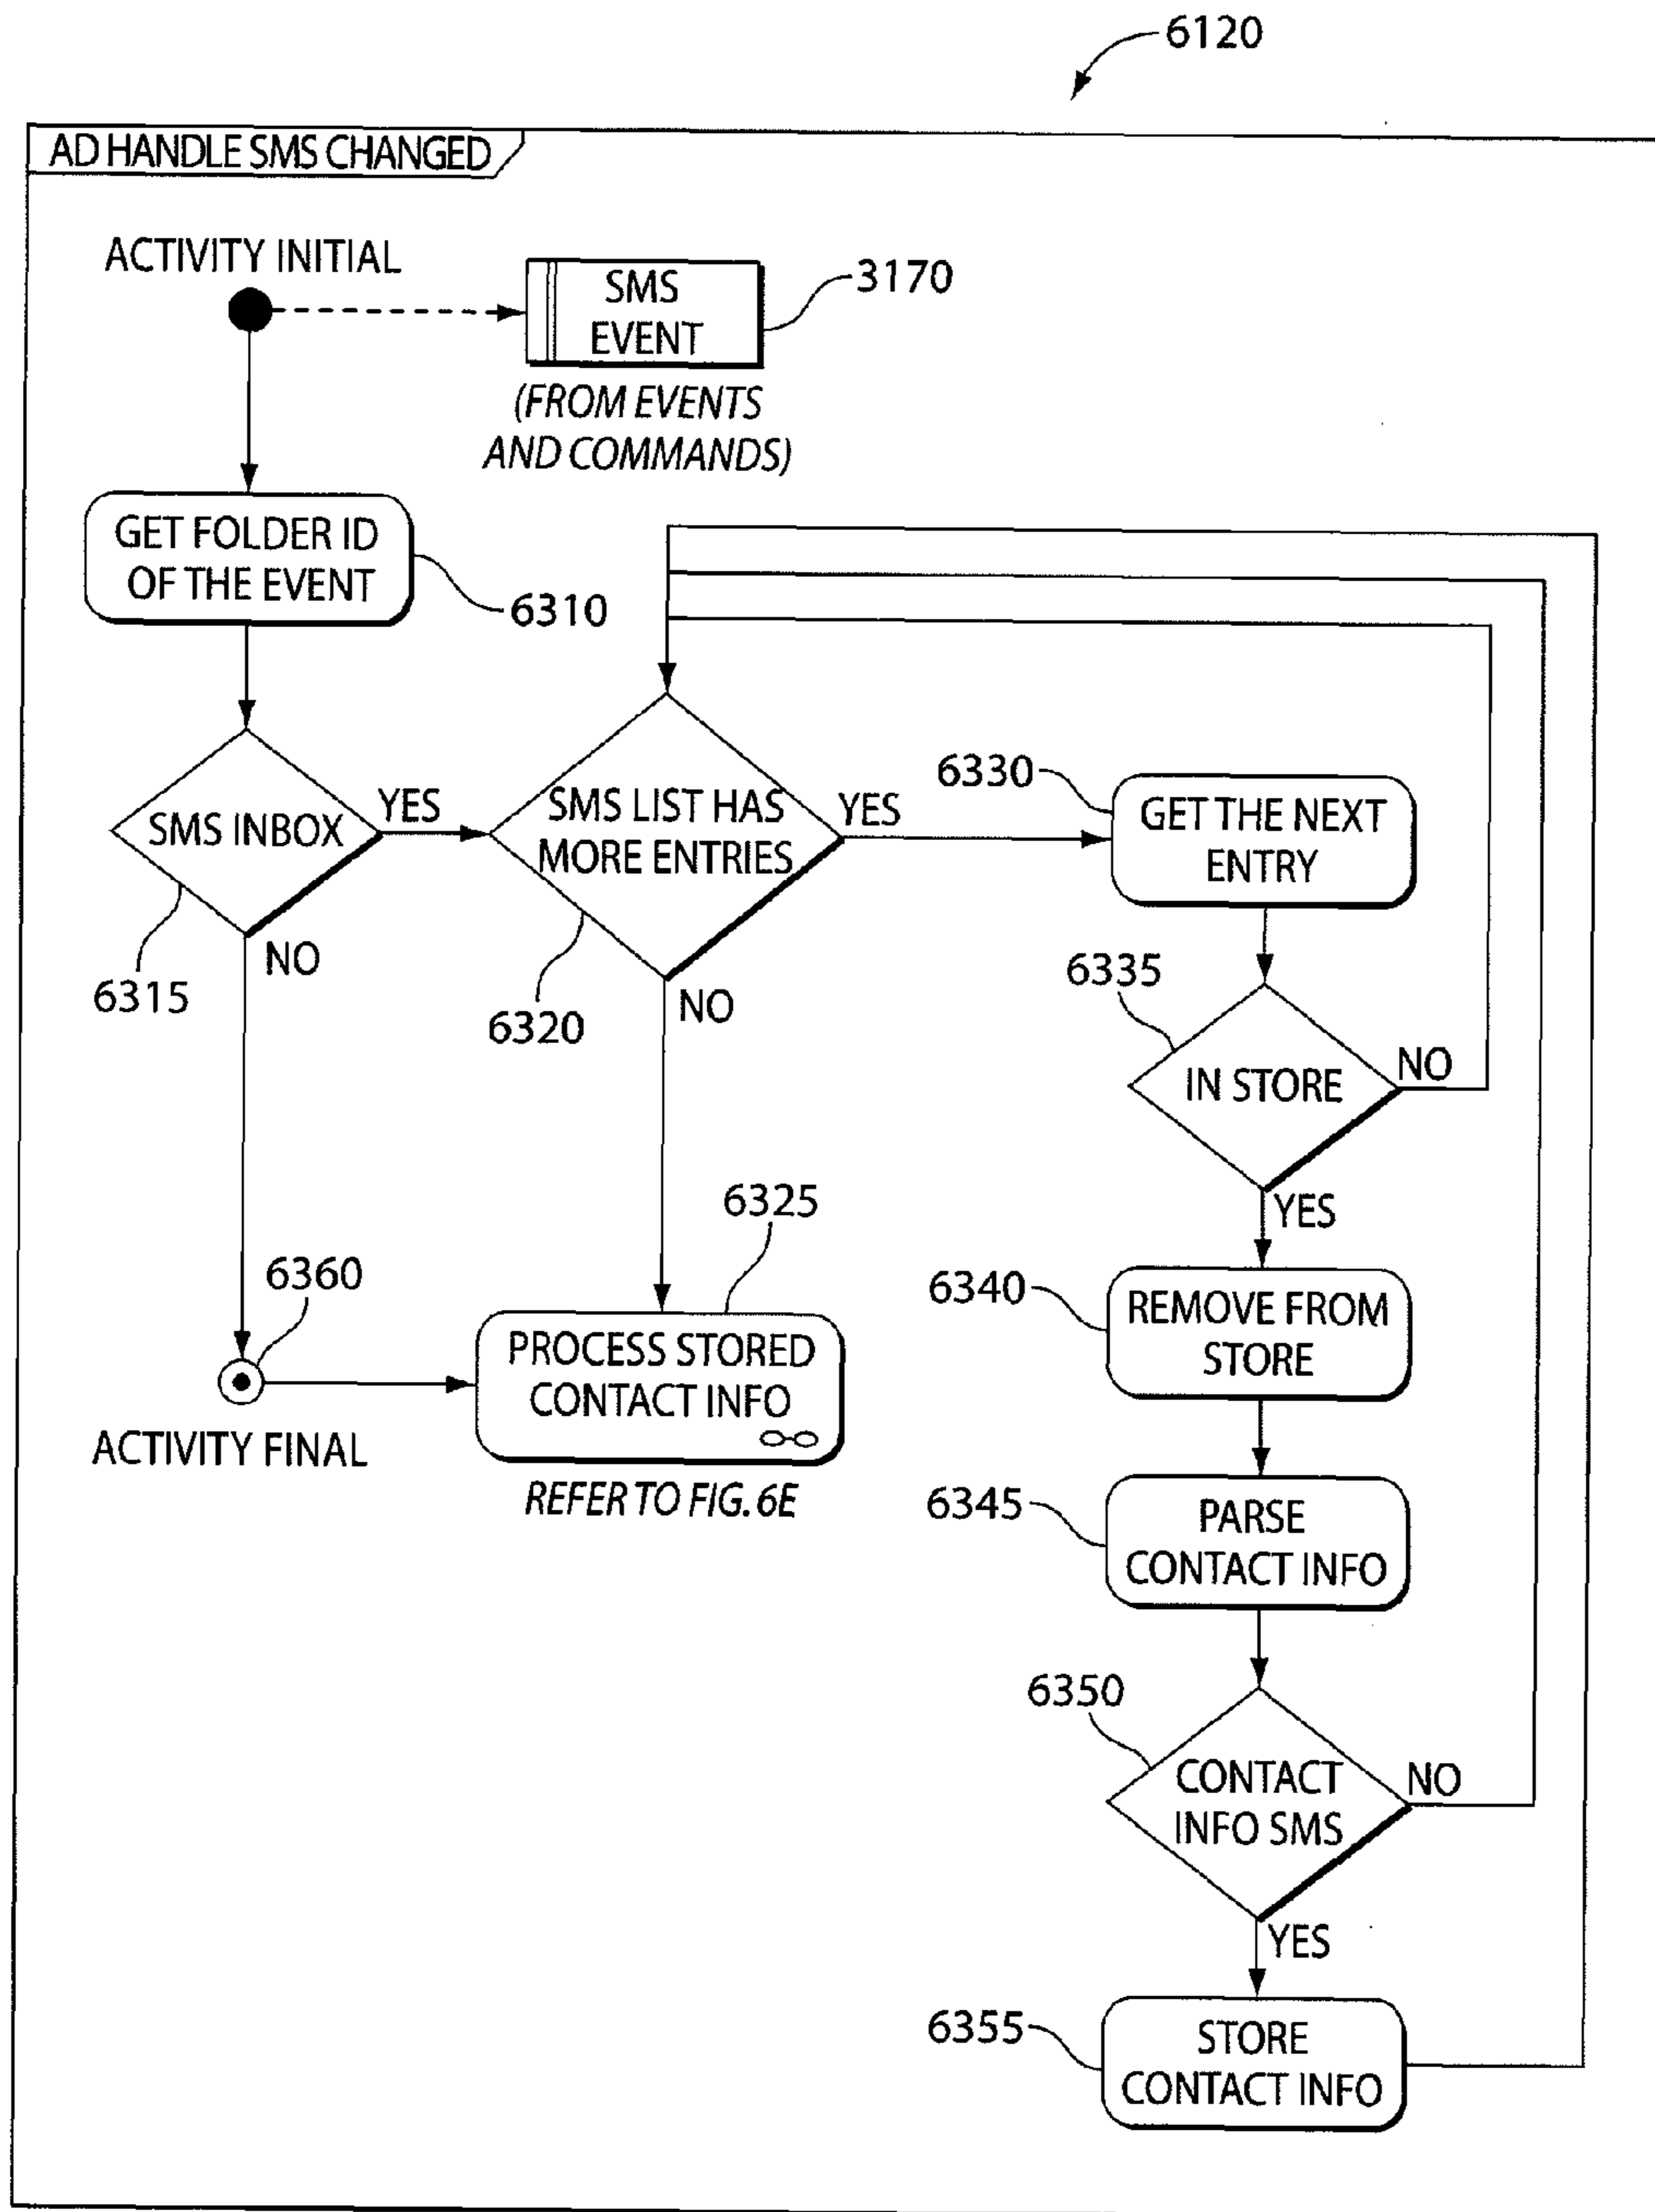 6120
AD HANDLE SMS CHANGED
ACTIVITY INITIAL
SMS
EVENT
3170
(FROM EVENTS
AND COMMANDS)
GET FOLDER ID
OF THE EVENT
6310
SMS INBOX
YES
NO
6315
SMS LIST HAS
MORE ENTRIES
YES
NO
6320
6330
GET THE NEXT
ENTRY
6335
IN STORE
NO
YES
6325
6360
PROCESS STORED
CONTACT INFO
ACTIVITY FINAL
REFER TO FIG. 6E
6340
REMOVE FROM
STORE
6345
PARSE
CONTACT INFO
6350
CONTACT
INFO SMS
NO
YES
6355
STORE
CONTACT INFO